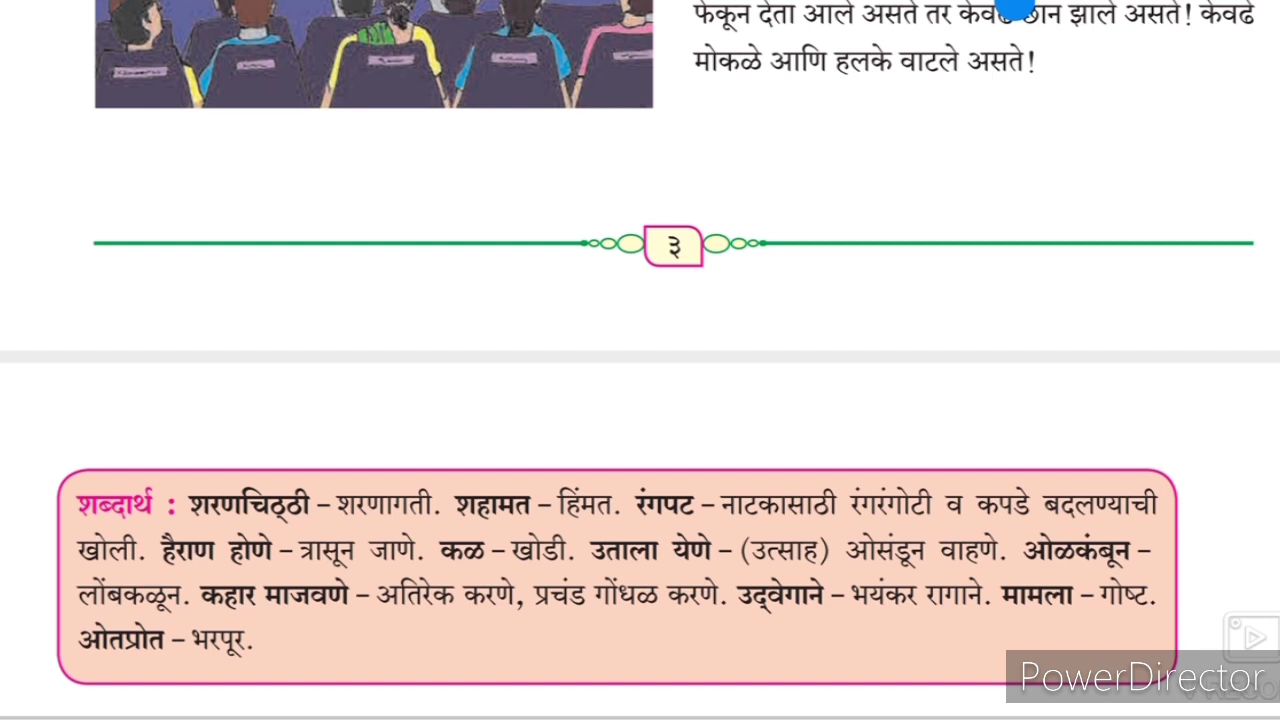 फेकून देता आले असते तर केवढे छान झाले असते! केवढे
मोकळे आणि हलके वाटले असते!
३
शब्दार्थ : शरणचिठ्ठी – शरणागती. शहामत – हिंमत. रंगपट – नाटकासाठी रंगरंगोटी व कपडे बदलण्याची
खोली. हैराण होणे – त्रासून जाणे. कळ – खोडी. उताला येणे – (उत्साह) ओसंडून वाहणे. ओळकंबून –
लोंबकळून. कहार माजवणे – अतिरेक करणे, प्रचंड गोंधळ करणे. उद्‌वेगाने – भयंकर रागाने. मामला – गोष्ट.
ओतप्रोत – भरपूर.
PowerDirector